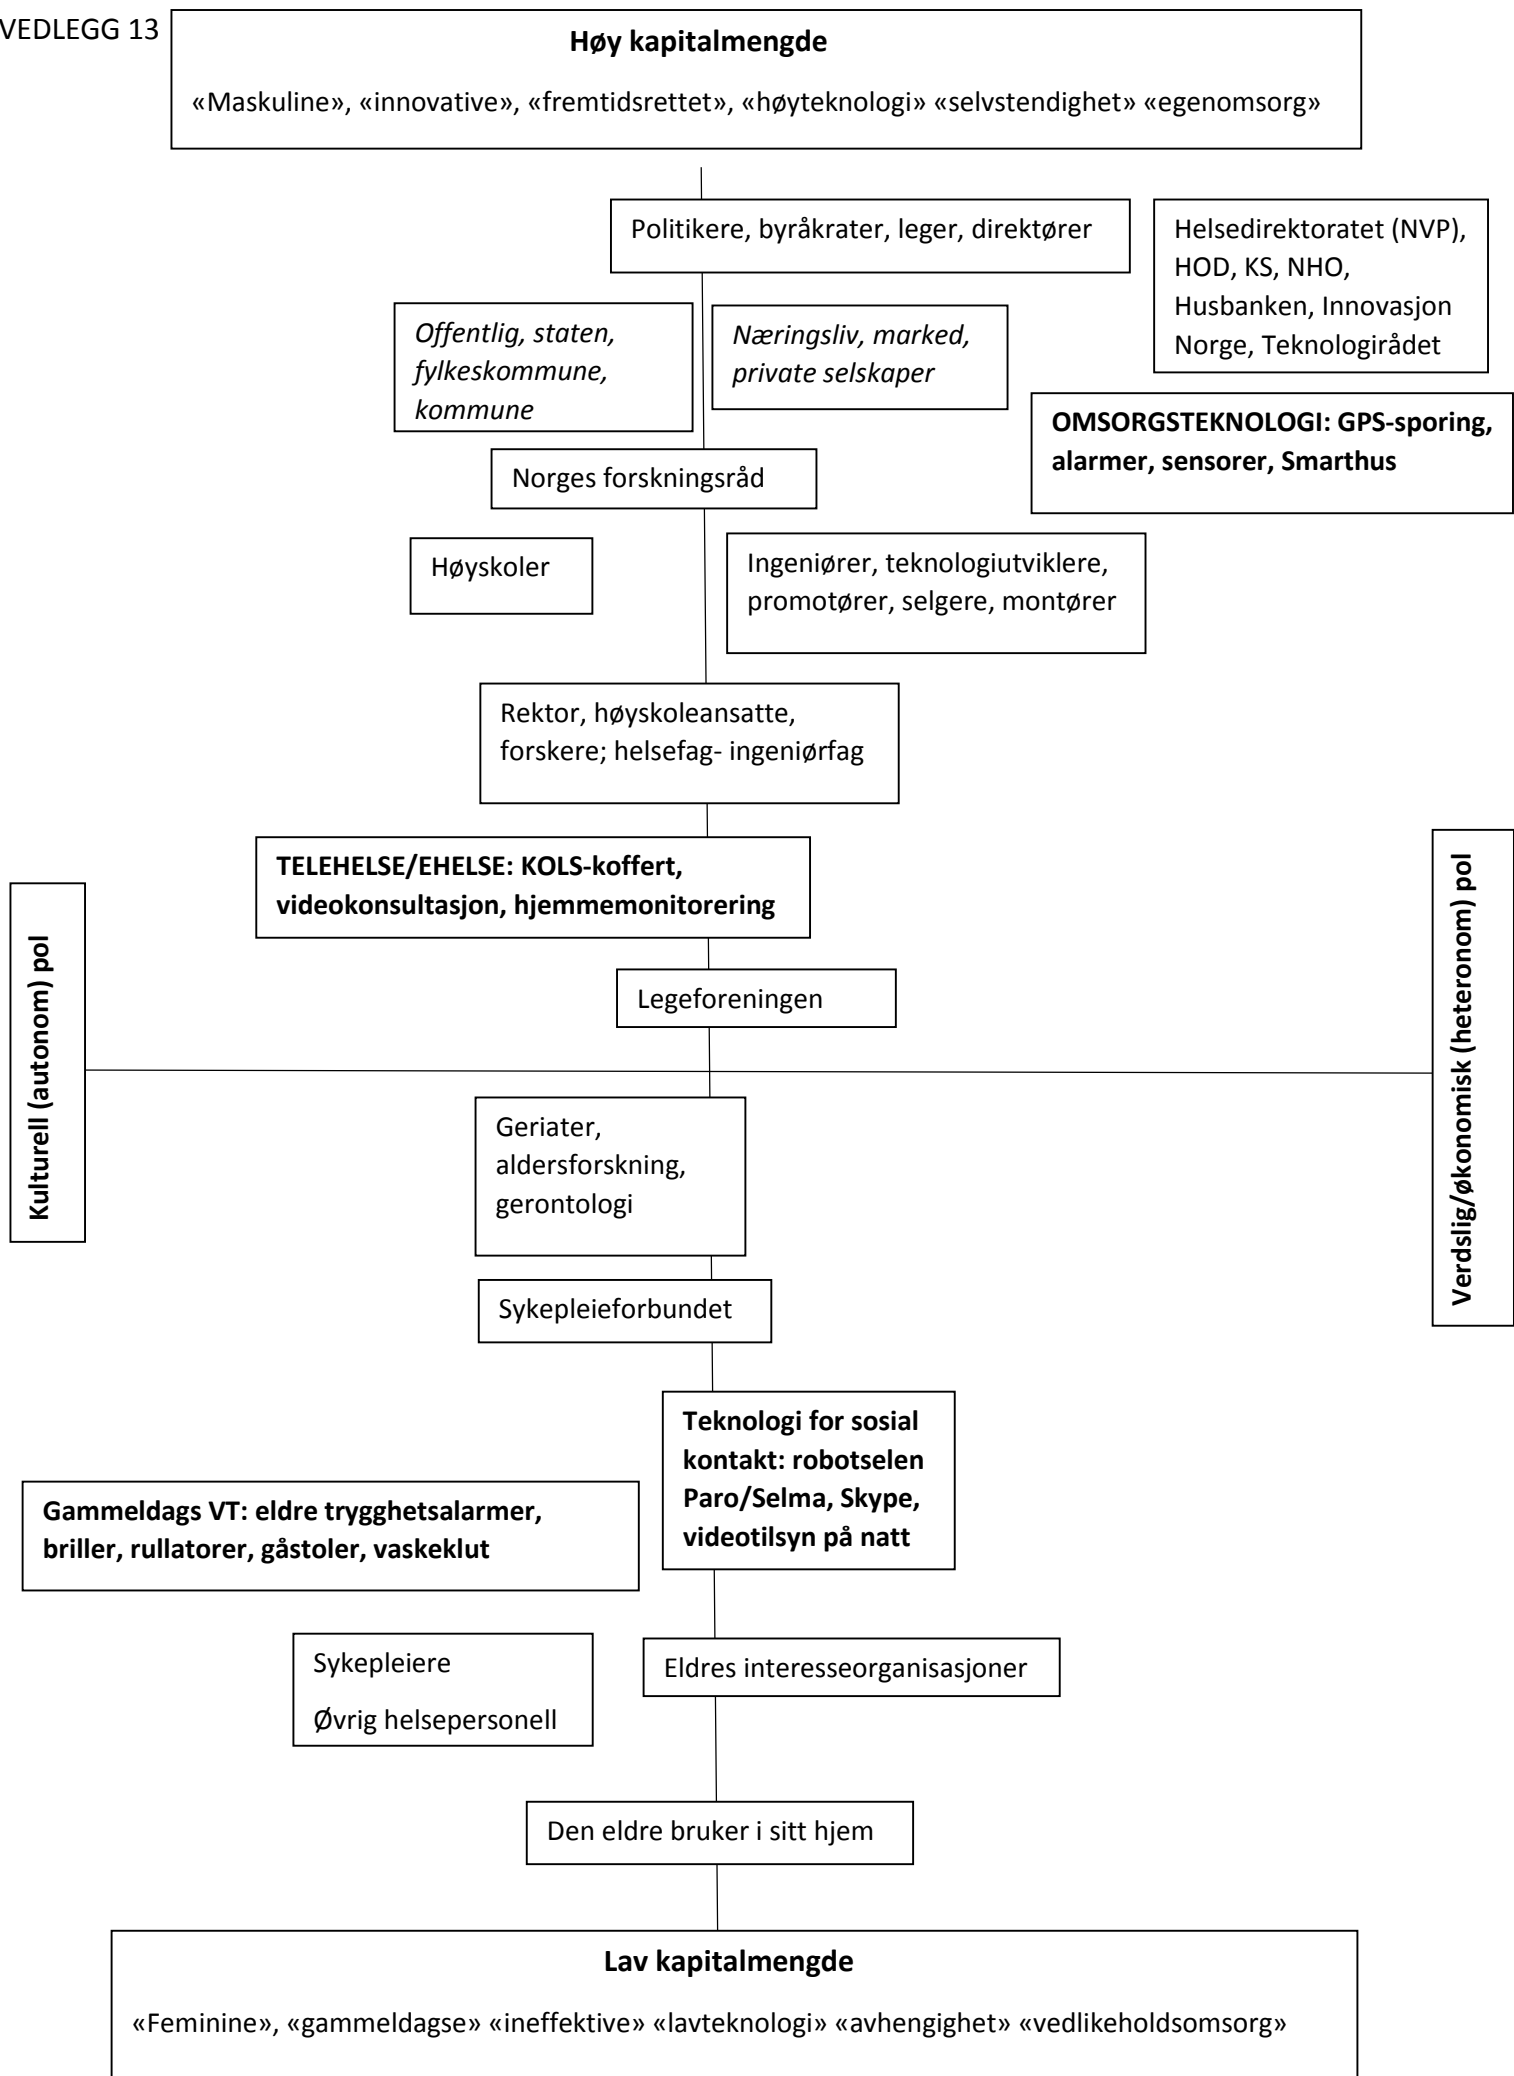 VEDLEGG 13
Høy kapitalmengde
«Maskuline», «innovative», «fremtidsrettet», «høyteknologi» «selvstendighet» «egenomsorg»
Politikere, byråkrater, leger, direktører
Helsedirektoratet (NVP),
HOD, KS, NHO,
Husbanken, Innovasjon
Norge, Teknologirådet
Offentlig, staten,
fylkeskommune,
kommune
Næringsliv, marked,
private selskaper
OMSORGSTEKNOLOGI: GPS-sporing,
alarmer, sensorer, Smarthus
Norges forskningsråd
Høyskoler
Ingeniører, teknologiutviklere,
promotører, selgere, montører
Rektor, høyskoleansatte,
forskere; helsefag- ingeniørfag
TELEHELSE/EHELSE: KOLS-koffert,
videokonsultasjon, hjemmemonitorering
Legeforeningen
Kulturell (autonom) pol
Verdslig/økonomisk (heteronom) pol
Geriater,
aldersforskning,
gerontologi
Sykepleieforbundet
Teknologi for sosial
kontakt: robotselen
Paro/Selma, Skype,
videotilsyn på natt
Gammeldags VT: eldre trygghetsalarmer,
briller, rullatorer, gåstoler, vaskeklut
Sykepleiere
Øvrig helsepersonell
Eldres interesseorganisasjoner
Den eldre bruker i sitt hjem
Lav kapitalmengde
«Feminine», «gammeldagse» «ineffektive» «lavteknologi» «avhengighet» «vedlikeholdsomsorg»